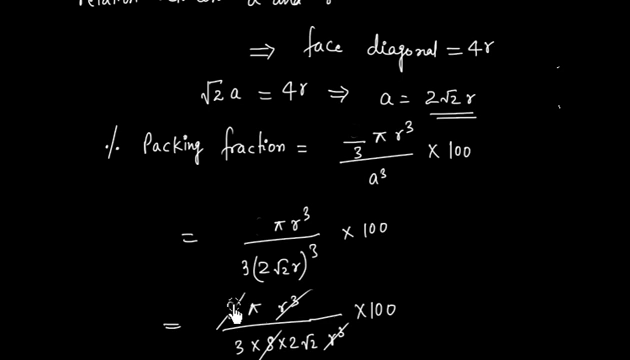 ⇒ face diagonal = 4r
√2 a = 4r ⇒ a = 2√2 r
% Packing fraction = (— / 3 π r³) / a³ × 100
= π r³ / 3(2√2 r)³ × 100
= π r³ / 3 × 8 × 2√2 r³ × 100